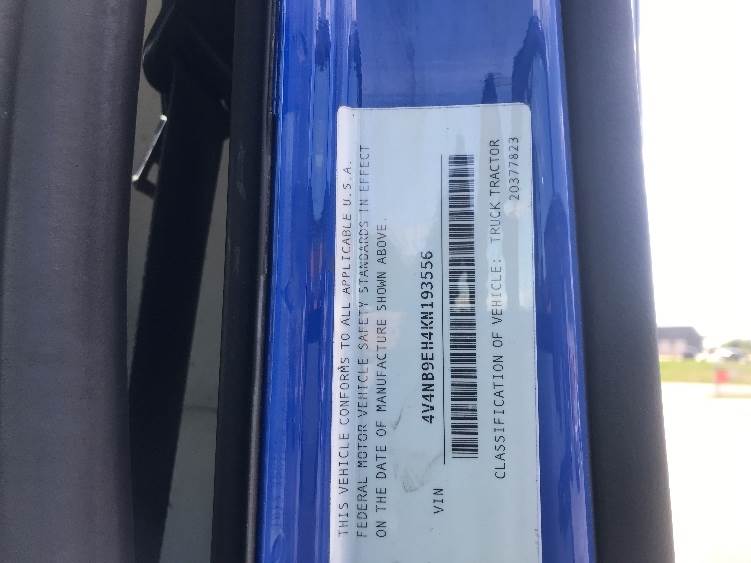 THIS VEHICLE CONFORMS TO ALL APPLICABLE U.S.A.
FEDERAL MOTOR VEHICLE SAFETY STANDARDS IN EFFECT
ON THE DATE OF MANUFACTURE SHOWN ABOVE.
VIN 4V4NB9EH4KN193556
CLASSIFICATION OF VEHICLE: TRUCK TRACTOR
20377823